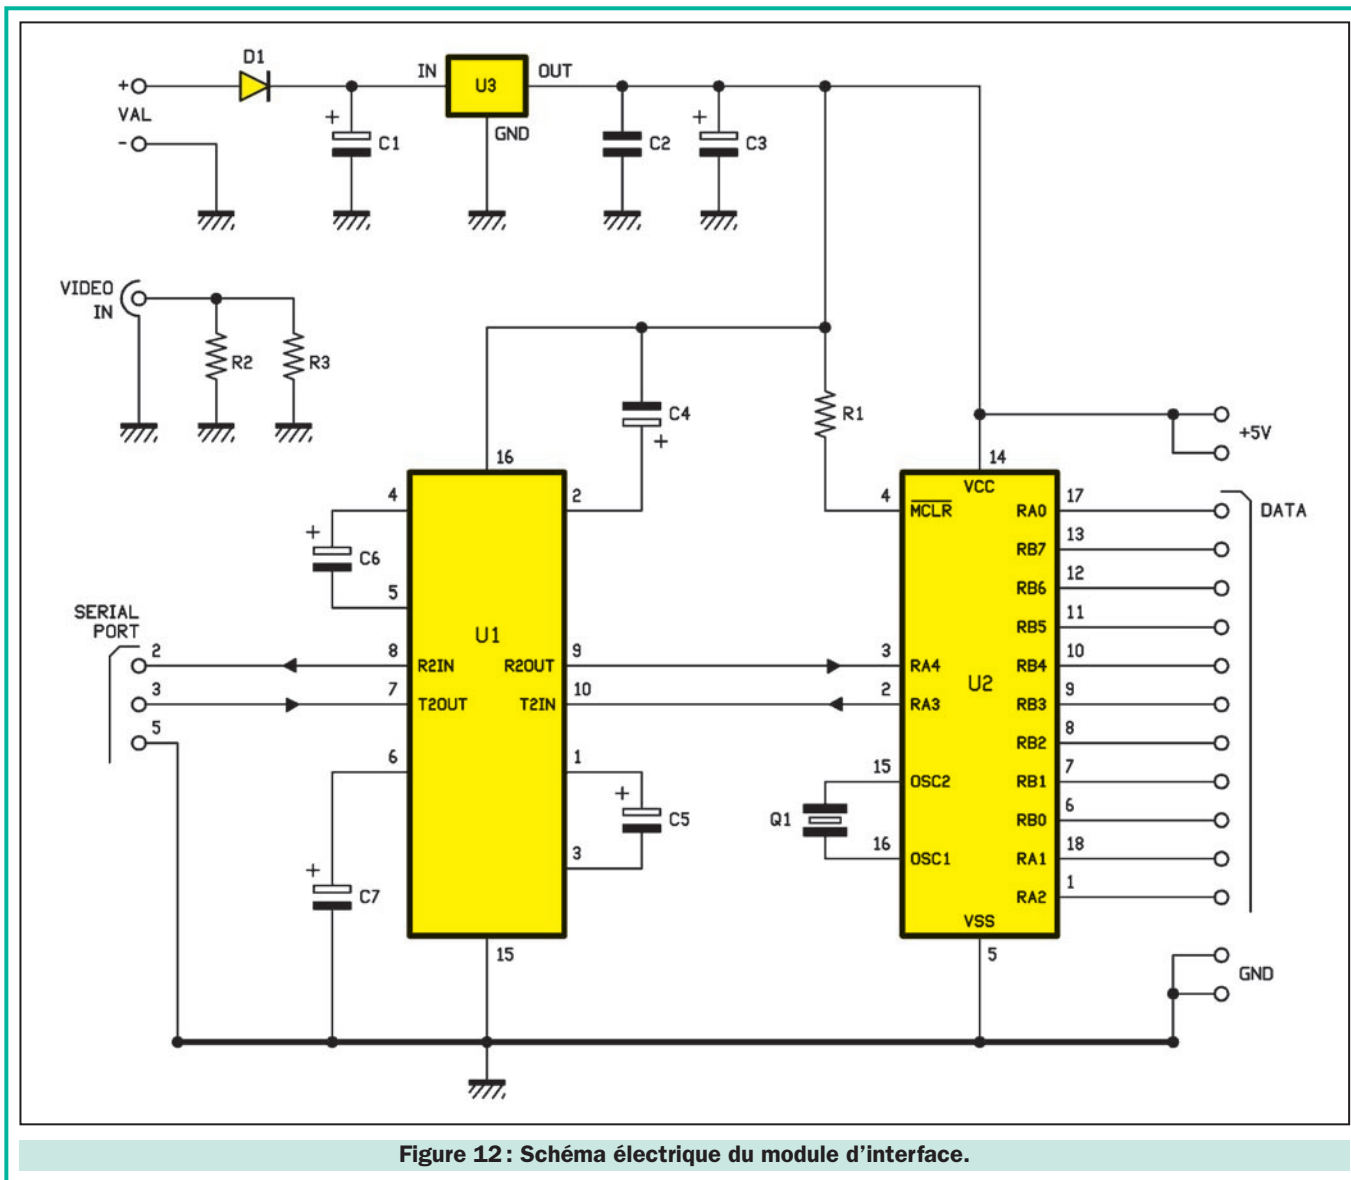 D1
IN
U3
OUT
+
VAL
-
GND
+
C1
C2
+
C3
VIDEO
IN
R2
R3
C4
+
R1
+5V
16
14
VCC
4
2
4
MCLR
RA0
17
DATA
+
C6
RB7
13
RB6
12
5
SERIAL
PORT
U1
RB5
11
2
8
R2IN
R2OUT
9
3
RA4
U2
RB4
10
3
7
T2OUT
T2IN
10
2
RA3
RB3
9
5
6
1
RB2
8
15
OSC2
RB1
7
+
C5
Q1
RB0
6
3
16
OSC1
RA1
18
+
C7
RA2
1
VSS
15
5
GND
Figure 12 : Schéma électrique du module d’interface.